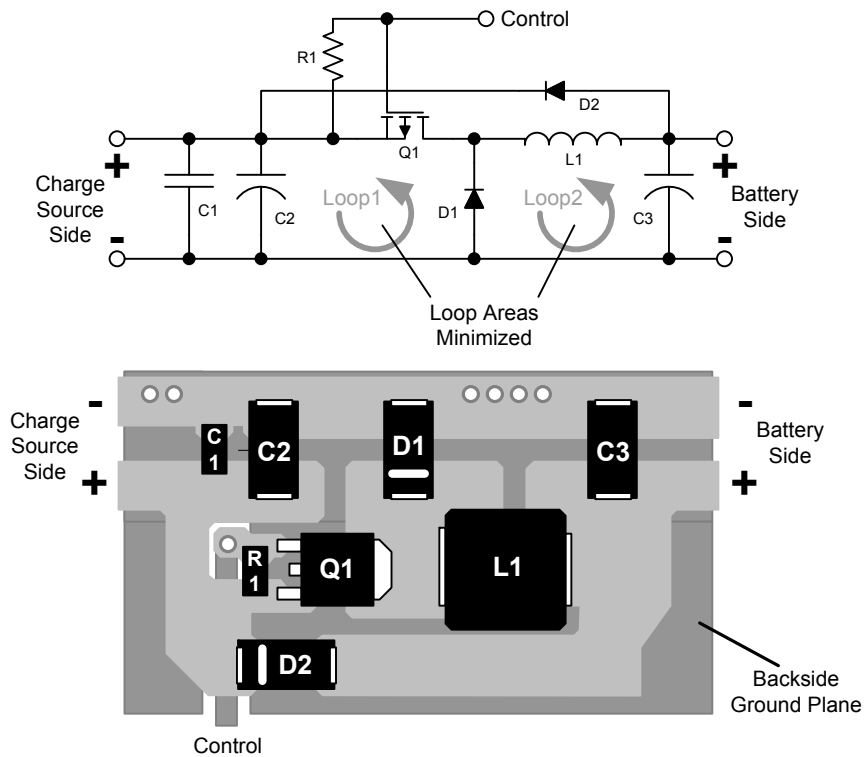 Control
R1
D2
Q1
L1
+
+
Charge
Source
Side
C1
C2
Loop1
D1
Loop2
C3
Battery
Side
-
-
Loop Areas
Minimized
-
-
Charge
Source
Side
C
1
C2
D1
C3
Battery
Side
+
+
R
1
Q1
L1
D2
Backside
Ground Plane
Control